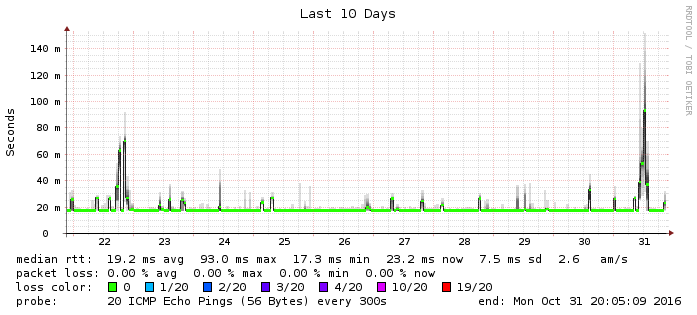 Last 10 Days
RRDTOOL / TOBI OETIKER
Seconds
140 m
120 m
100 m
80 m
60 m
40 m
20 m
0
22 23 24 25 26 27 28 29 30 31
median rtt: 19.2 ms avg 93.0 ms max 17.3 ms min 23.2 ms now 7.5 ms sd 2.6 am/s
packet loss: 0.00 % avg 0.00 % max 0.00 % min 0.00 % now
loss color: 0 1/20 2/20 3/20 4/20 10/20 19/20
probe: 20 ICMP Echo Pings (56 Bytes) every 300s end: Mon Oct 31 20:05:09 2016